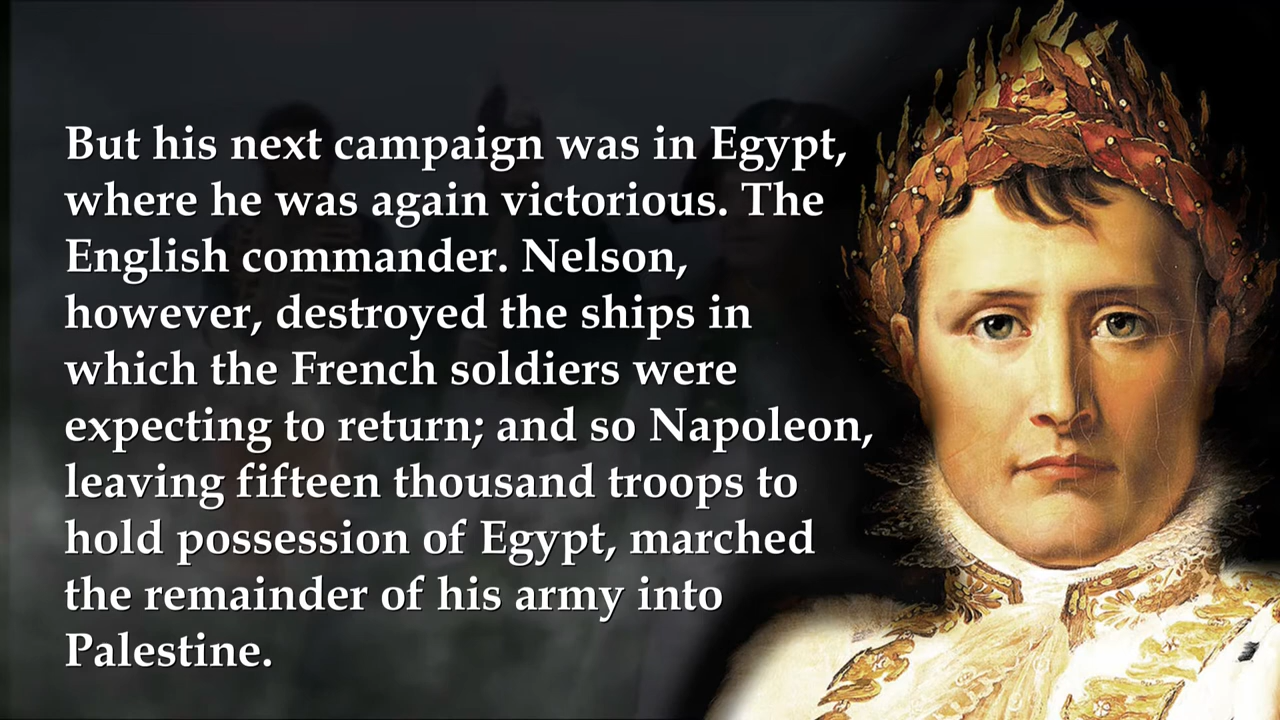 But his next campaign was in Egypt,
where he was again victorious. The
English commander. Nelson,
however, destroyed the ships in
which the French soldiers were
expecting to return; and so Napoleon,
leaving fifteen thousand troops to
hold possession of Egypt, marched
the remainder of his army into
Palestine.